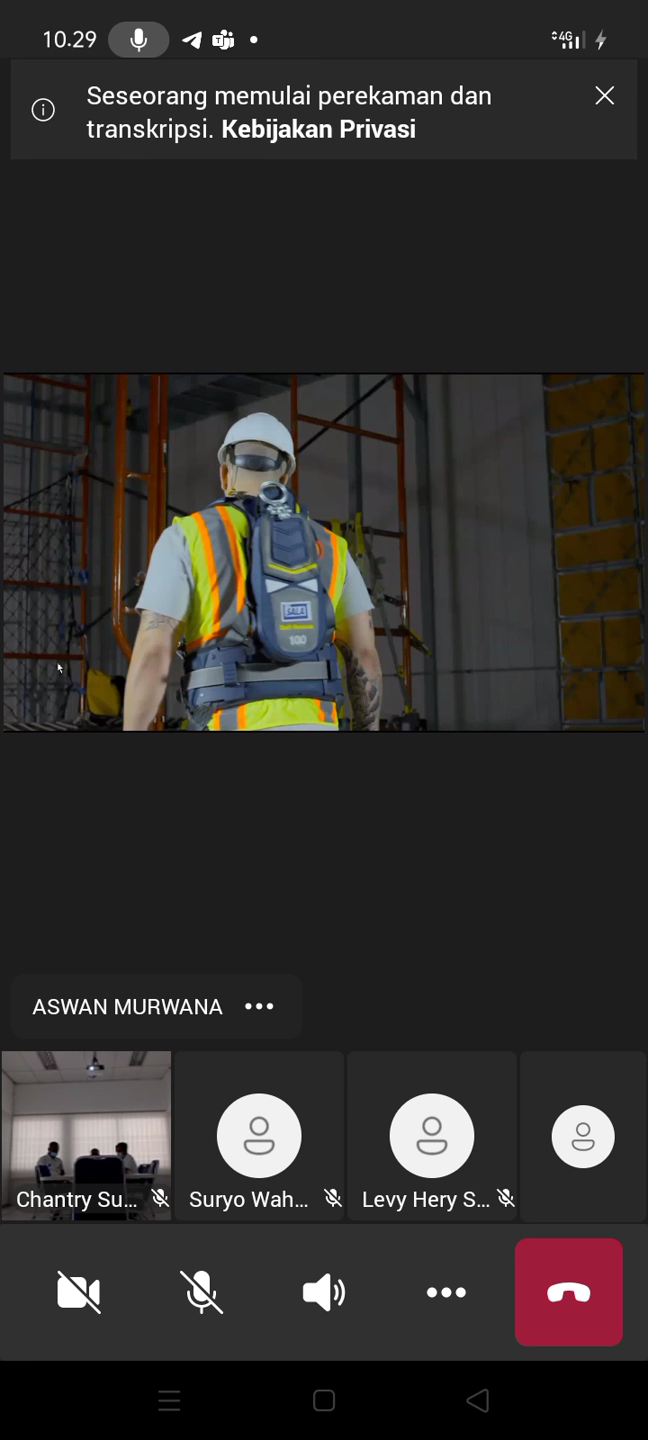 10.29
4G
Seseorang memulai perekaman dan
transkripsi. Kebijakan Privasi
SALA
100
ASWAN MURWANA
Chantry Su...
Suryo Wah...
Levy Hery S...